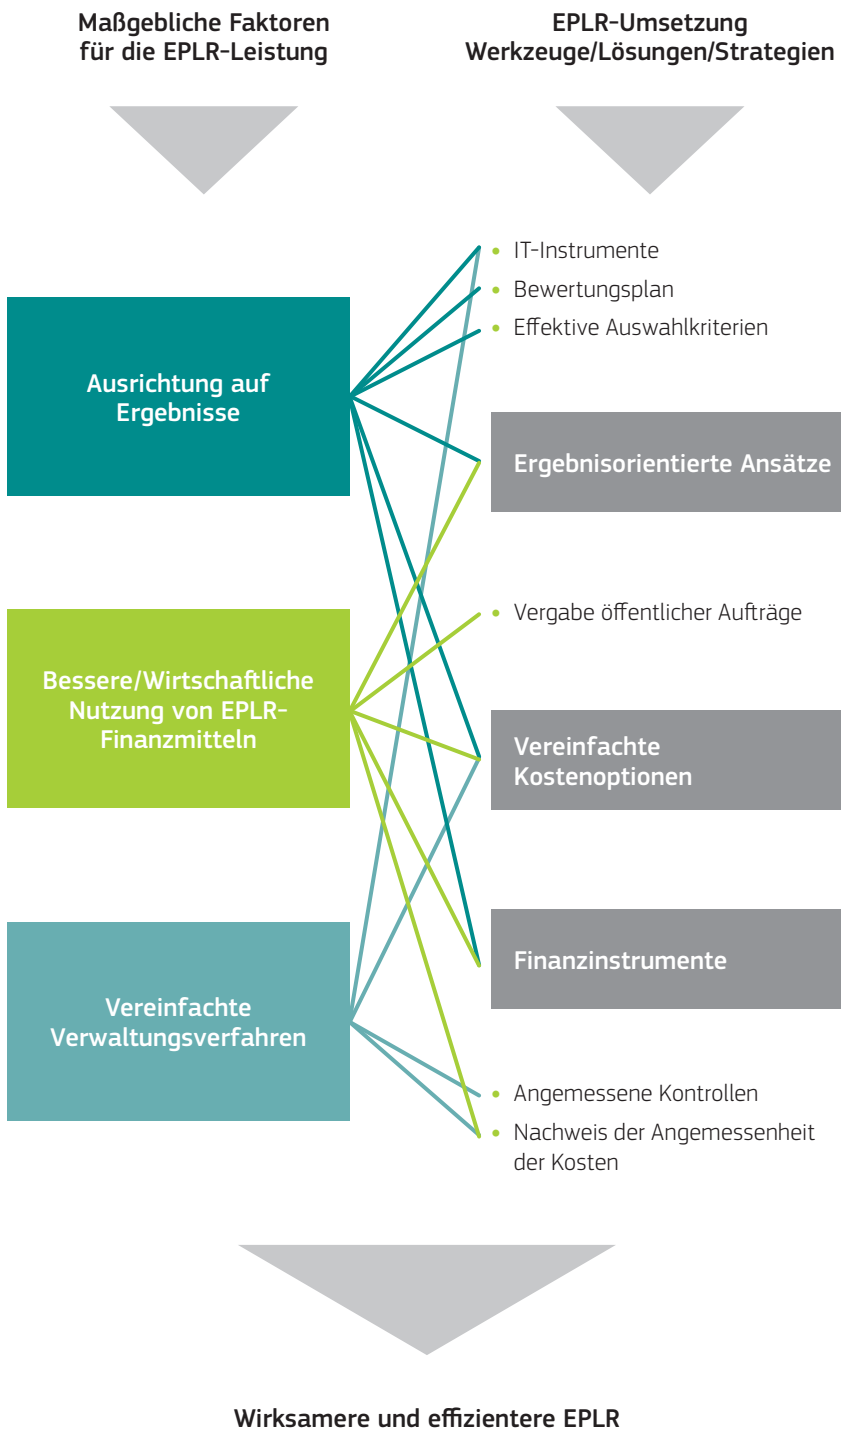 Maßgebliche Faktoren
für die EPLR-Leistung
EPLR-Umsetzung
Werkzeuge/Lösungen/Strategien
Ausrichtung auf
Ergebnisse
Bessere/Wirtschaftliche
Nutzung von EPLR-
Finanzmitteln
Vereinfachte
Verwaltungsverfahren
• IT-Instrumente
• Bewertungsplan
• Effektive Auswahlkriterien
Ergebnisorientierte Ansätze
• Vergabe öffentlicher Aufträge
Vereinfachte
Kostenoptionen
Finanzinstrumente
• Angemessene Kontrollen
• Nachweis der Angemessenheit
der Kosten
Wirksamere und effizientere EPLR